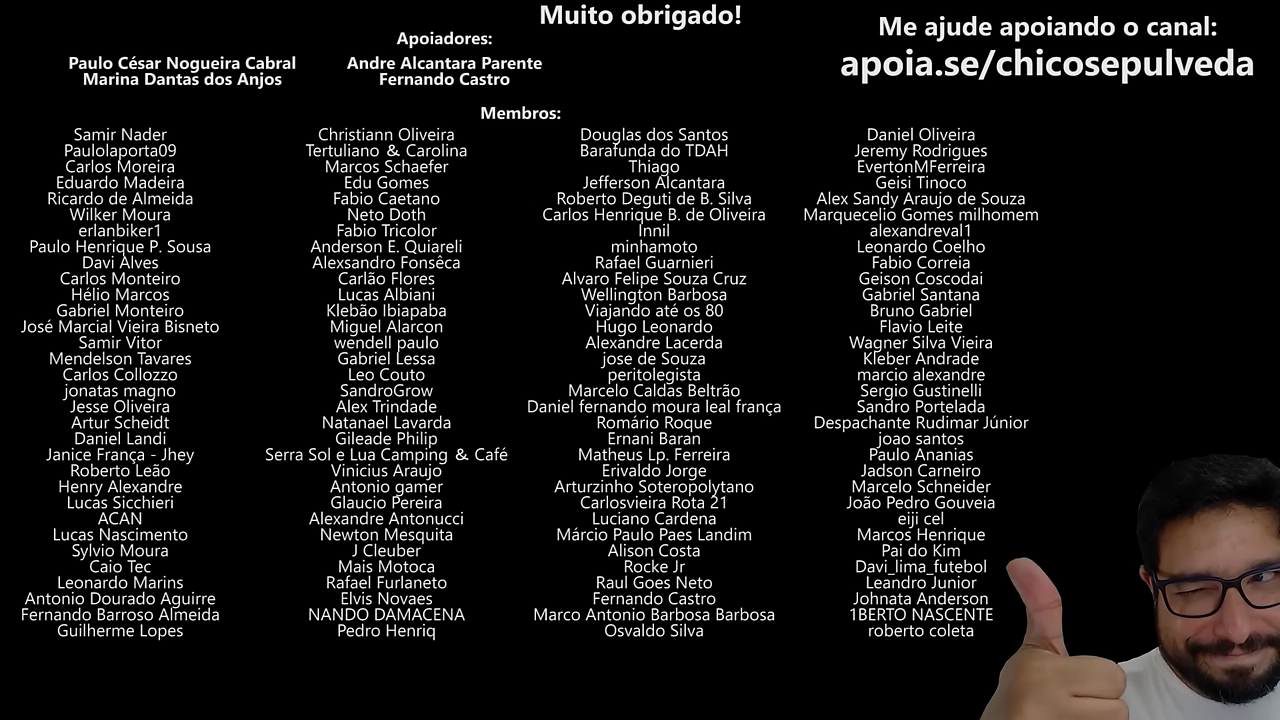 Muito obrigado!
Me ajude apoiando o canal:
apoia.se/chicosepulveda
Apoiadores:
Paulo César Nogueira Cabral
Marina Dantas dos Anjos
Andre Alcantara Parente
Fernando Castro
Membros:
Samir Nader
Paulolaporta09
Carlos Moreira
Eduardo Madeira
Ricardo de Almeida
Wilker Moura
erlanbiker1
Paulo Henrique P. Sousa
Davi Alves
Carlos Monteiro
Hélio Marcos
Gabriel Monteiro
José Marcial Vieira Bisneto
Samir Vitor
Mendelson Tavares
Carlos Collozzo
jonatas magno
Jesse Oliveira
Artur Scheidt
Daniel Landi
Janice França - Jhey
Roberto Leão
Henry Alexandre
Lucas Sicchieri
ACAN
Lucas Nascimento
Sylvio Moura
Caio Tec
Leonardo Marins
Antonio Dourado Aguirre
Fernando Barroso Almeida
Guilherme Lopes
Christiann Oliveira
Tertuliano & Carolina
Marcos Schaefer
Edu Gomes
Fabio Caetano
Neto Doth
Fabio Tricolor
Anderson E. Quiareli
Alexsandro Fonsêca
Carlão Flores
Lucas Albiani
Klebão Ibiapaba
Miguel Alarcon
wendell paulo
Gabriel Lessa
Leo Couto
SandroGrow
Alex Trindade
Natanael Lavarda
Gileade Philip
Serra Sol e Lua Camping & Café
Vinicius Araujo
Antonio gamer
Glaucio Pereira
Alexandre Antonucci
Newton Mesquita
J Cleuber
Mais Motoca
Rafael Furlaneto
Elvis Novaes
NANDO DAMACENA
Pedro Henriq
Douglas dos Santos
Barafunda do TDAH
Thiago
Jefferson Alcantara
Roberto Deguti de B. Silva
Carlos Henrique B. de Oliveira
Innil
minhamoto
Rafael Guarnieri
Alvaro Felipe Souza Cruz
Wellington Barbosa
Viajando até os 80
Hugo Leonardo
Alexandre Lacerda
jose de Souza
peritolegista
Marcelo Caldas Beltrão
Daniel fernando moura leal frança
Romário Roque
Ernani Baran
Matheus Lp. Ferreira
Erivaldo Jorge
Arturzinho Soteropolytano
Carlosvieira Rota 21
Luciano Cardena
Márcio Paulo Paes Landim
Alison Costa
Rocke Jr
Raul Goes Neto
Fernando Castro
Marco Antonio Barbosa Barbosa
Osvaldo Silva
Daniel Oliveira
Jeremy Rodrigues
EvertonMFerreira
Geisi Tinoco
Alex Sandy Araujo de Souza
Marquecelio Gomes milhomem
alexandreval1
Leonardo Coelho
Fabio Correia
Geison Coscodai
Gabriel Santana
Bruno Gabriel
Flavio Leite
Wagner Silva Vieira
Kleber Andrade
marcio alexandre
Sergio Gustinelli
Sandro Portelada
Despachante Rudimar Júnior
joao santos
Paulo Ananias
Jadson Carneiro
Marcelo Schneider
João Pedro Gouveia
eiji cel
Marcos Henrique
Pai do Kim
Davi_lima_futebol
Leandro Junior
Johnata Anderson
1BERTO NASCENTE
roberto coleta